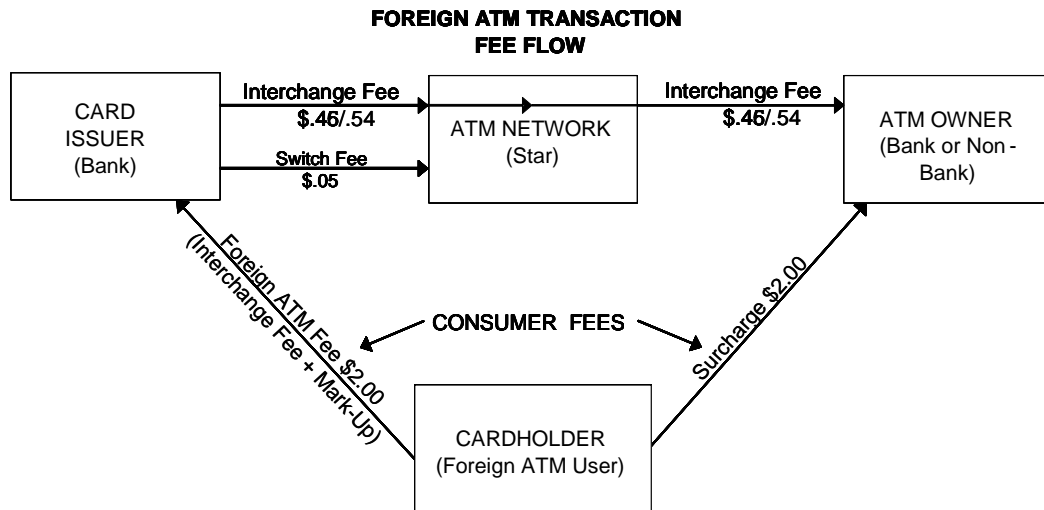 FOREIGN ATM TRANSACTION
FEE FLOW
CARD
ISSUER
(Bank)
Interchange Fee
$.46/.54
Switch Fee
$.05
ATM NETWORK
(Star)
Interchange Fee
$.46/.54
ATM OWNER
(Bank or Non -
Bank)
Foreign ATM Fee $2.00
(Interchange Fee + Mark-Up)
CONSUMER FEES
Surcharge $2.00
CARDHOLDER
(Foreign ATM User)